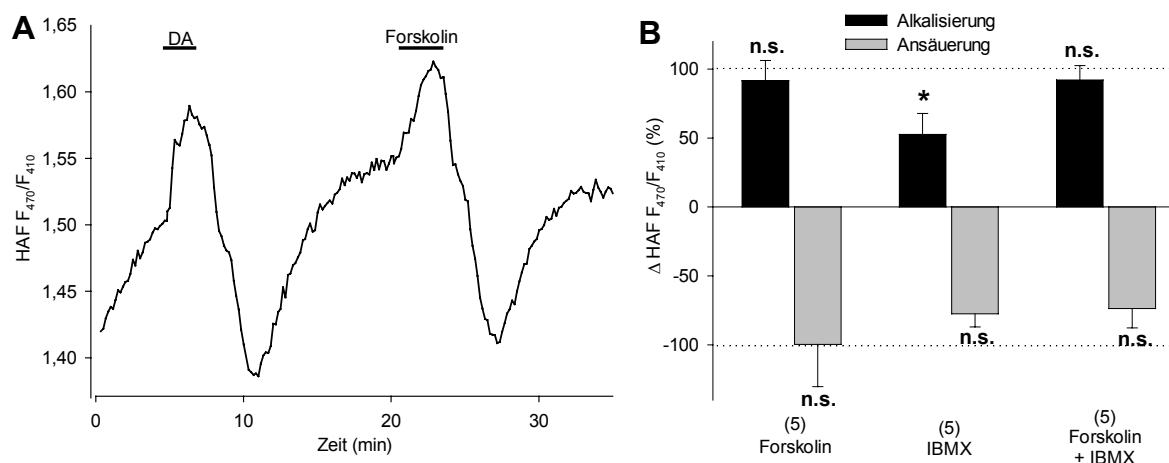 A
1,65
1,60
1,55
1,50
1,45
1,40
HAF F470/F410
DA
Forskolin
0
10
20
30
Zeit (min)
B
Alkalisierung
Ansäuerung
100
50
0
-50
-100
Δ HAF F470/F410 (%)
n.s.
*
n.s.
n.s.
n.s.
n.s.
(5)
Forskolin
(5)
IBMX
(5)
Forskolin
+ IBMX